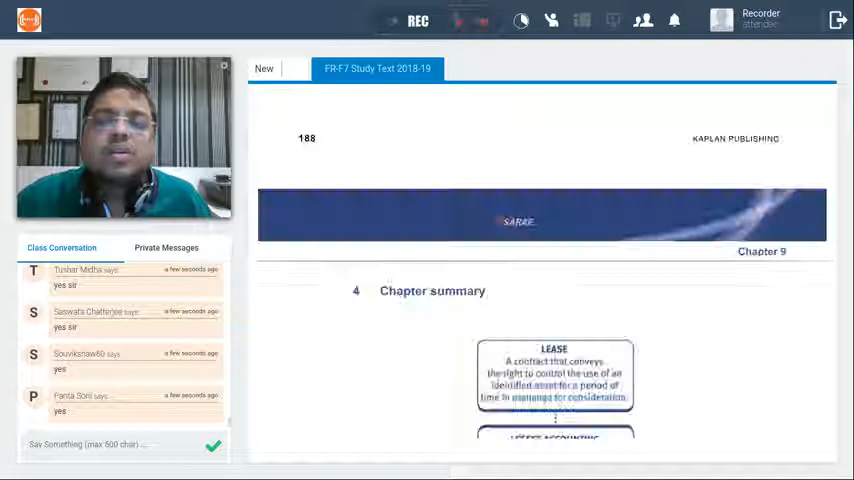 REC
Recorder
attendee
New
FR-F7 Study Text 2018-19
188
KAPLAN PUBLISHING
Chapter 9
4 Chapter summary
LEASE
A contract that conveys
the right to control the use of an
identified asset for a period of
time in exchange for consideration.
Class Conversation
Private Messages
T
Tushar Midha says
a few seconds ago
yes sir
S
Saswata Chatterjee says
a few seconds ago
yes sir
S
Souvikshaw60 says
a few seconds ago
yes
P
Panta Soni says
a few seconds ago
yes
Say Something (max 500 char)